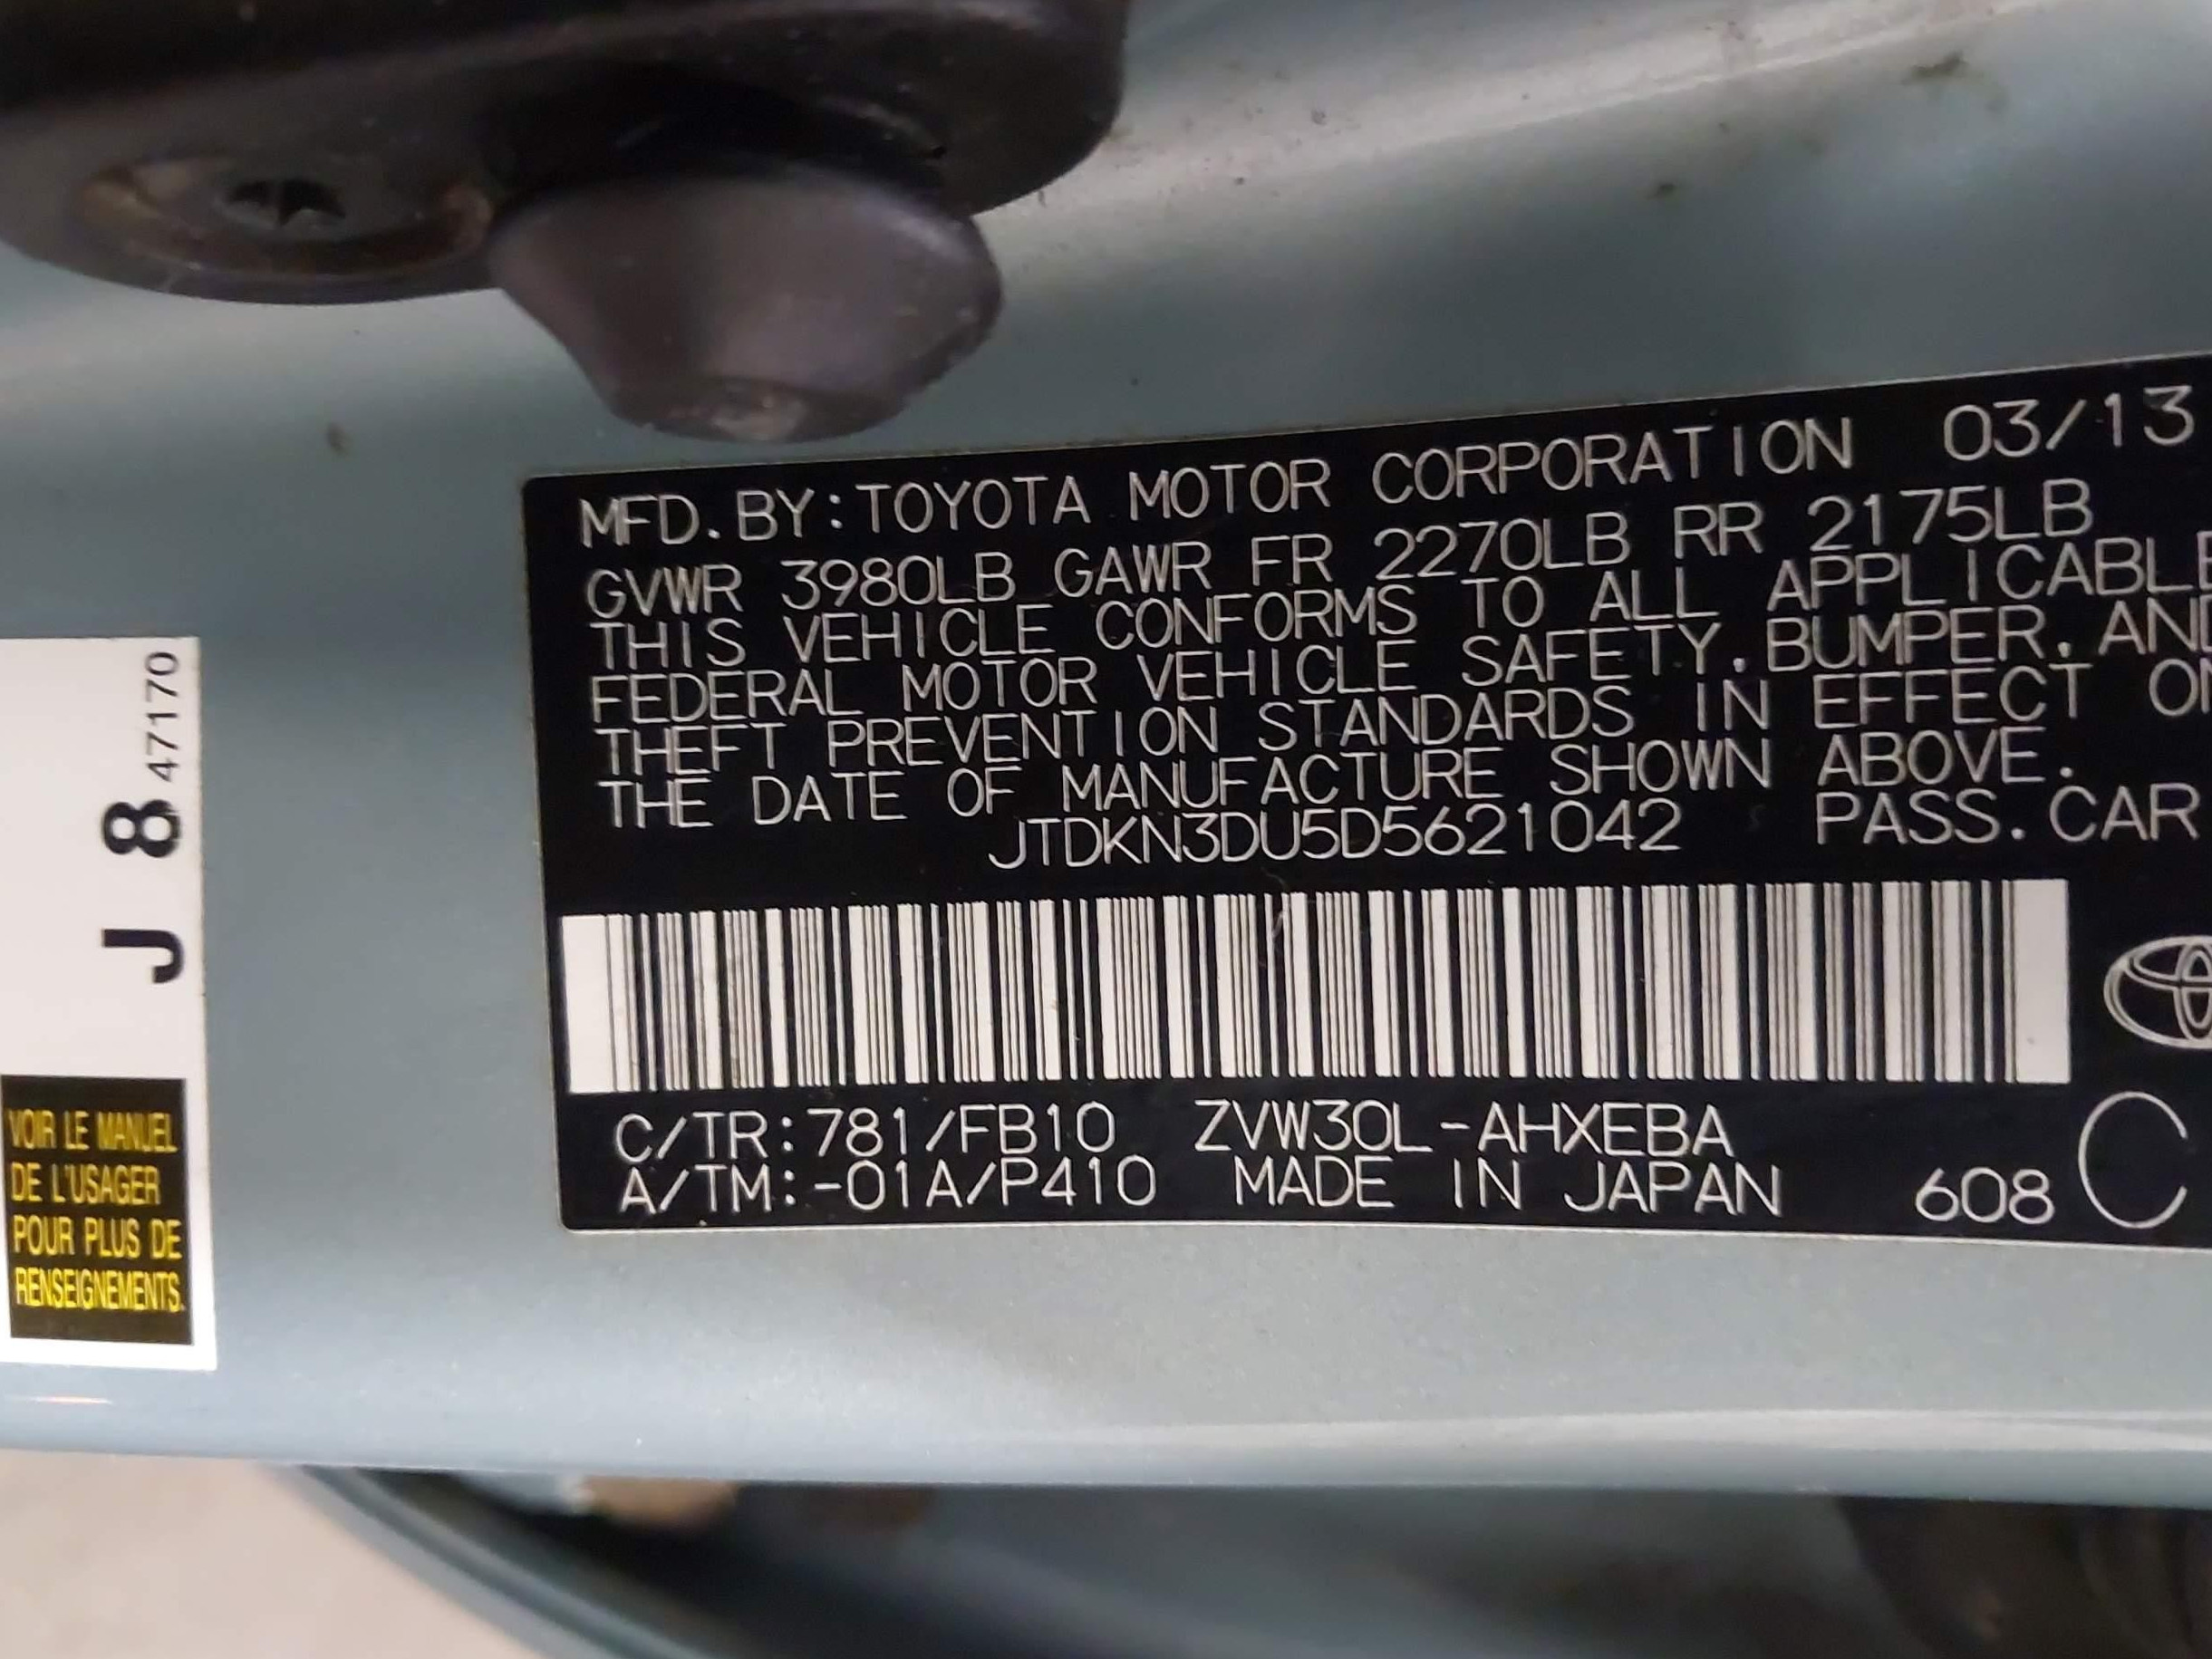 MFD. BY: TOYOTA MOTOR CORPORATION 03/13
GVWR 3980LB GAWR FR 2270LB RR 2175LB
THIS VEHICLE CONFORMS TO ALL APPLICABLE
FEDERAL MOTOR VEHICLE SAFETY. BUMPER. AND
THEFT PREVENTION STANDARDS IN EFFECT ON
THE DATE OF MANUFACTURE SHOWN ABOVE.
JTDKN3DU5D5621042 PASS. CAR
C/TR: 781/FB10 ZVW30L-AHXEBA
A/TM: -01A/P410 MADE IN JAPAN 608 C
J 8 47170
VOIR LE MANUEL
DE L'USAGER
POUR PLUS DE
RENSEIGNEMENTS.